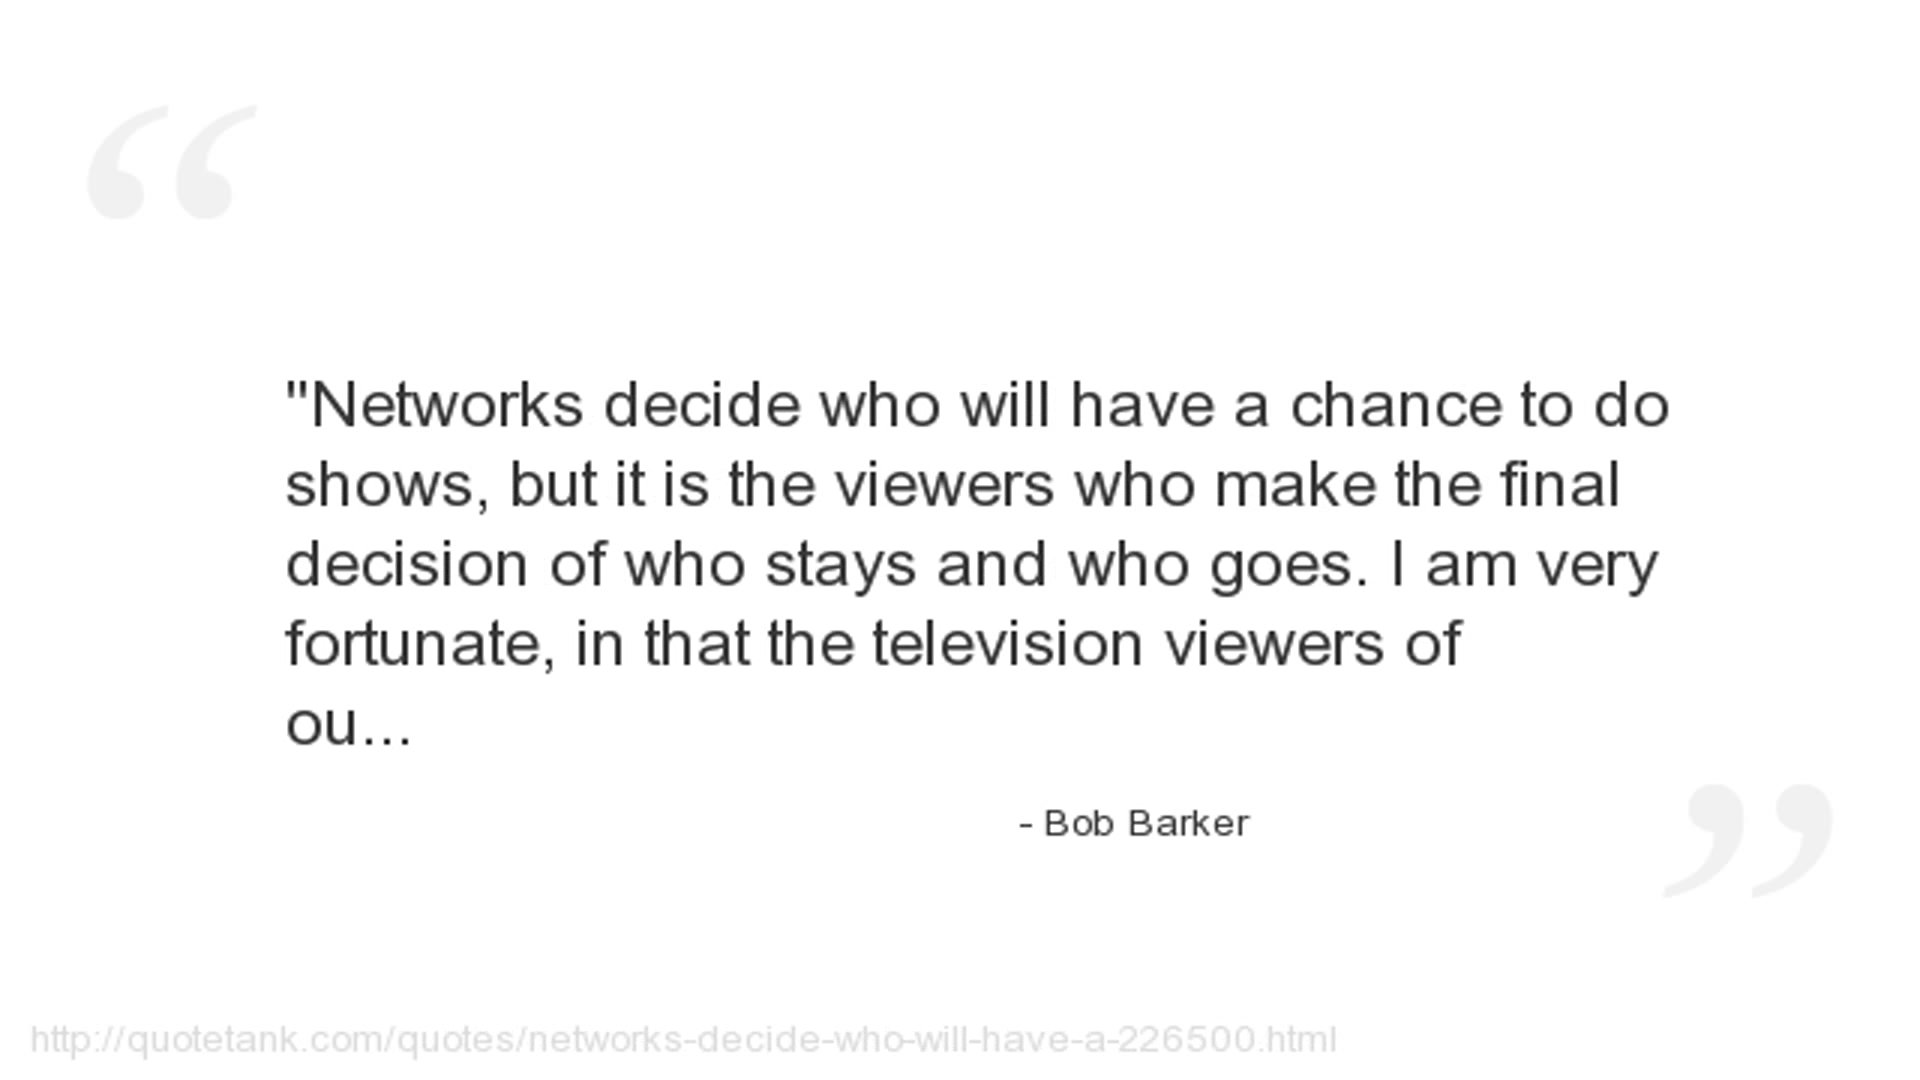 "Networks decide who will have a chance to do
shows, but it is the viewers who make the final
decision of who stays and who goes. I am very
fortunate, in that the television viewers of
ou...
- Bob Barker
http://quotetank.com/quotes/networks-decide-who-will-have-a-226500.html